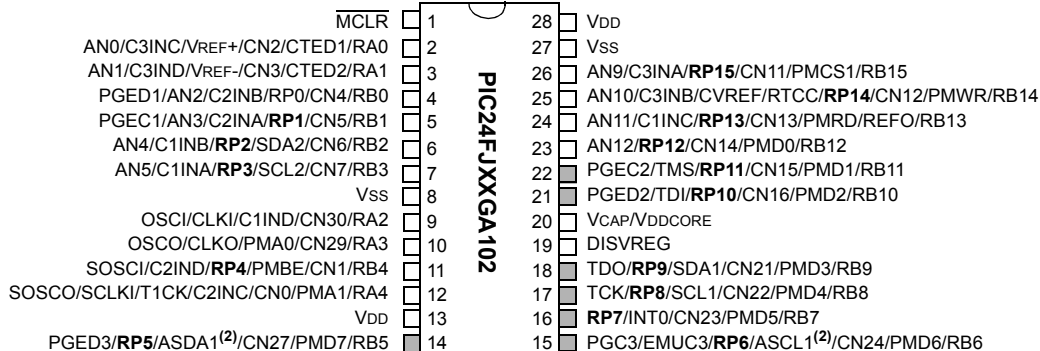 MCLR 1 28 VDD
AN0/C3INC/VREF+/CN2/CTED1/RA0 2 27 VSS
AN1/C3IND/VREF-/CN3/CTED2/RA1 3 26 AN9/C3INA/RP15/CN11/PMCS1/RB15
PGED1/AN2/C2INB/RP0/CN4/RB0 4 25 AN10/C3INB/CVREF/RTCC/RP14/CN12/PMWR/RB14
PGEC1/AN3/C2INA/RP1/CN5/RB1 5 24 AN11/C1INC/RP13/CN13/PMRD/REFO/RB13
AN4/C1INB/RP2/SDA2/CN6/RB2 6 23 AN12/RP12/CN14/PMD0/RB12
AN5/C1INA/RP3/SCL2/CN7/RB3 7 22 PGEC2/TMS/RP11/CN15/PMD1/RB11
VSS 8 21 PGED2/TDI/RP10/CN16/PMD2/RB10
OSCI/CLKI/C1IND/CN30/RA2 9 20 VCAP/VDDCORE
OSCO/CLKO/PMA0/CN29/RA3 10 19 DISVREG
SOSCI/C2IND/RP4/PMBE/CN1/RB4 11 18 TDO/RP9/SDA1/CN21/PMD3/RB9
SOSCO/SCLKI/T1CK/C2INC/CN0/PMA1/RA4 12 17 TCK/RP8/SCL1/CN22/PMD4/RB8
VDD 13 16 RP7/INT0/CN23/PMD5/RB7
PGED3/RP5/ASDA1(2)/CN27/PMD7/RB5 14 15 PGC3/EMUC3/RP6/ASCL1(2)/CN24/PMD6/RB6
PIC24FJXXGA102